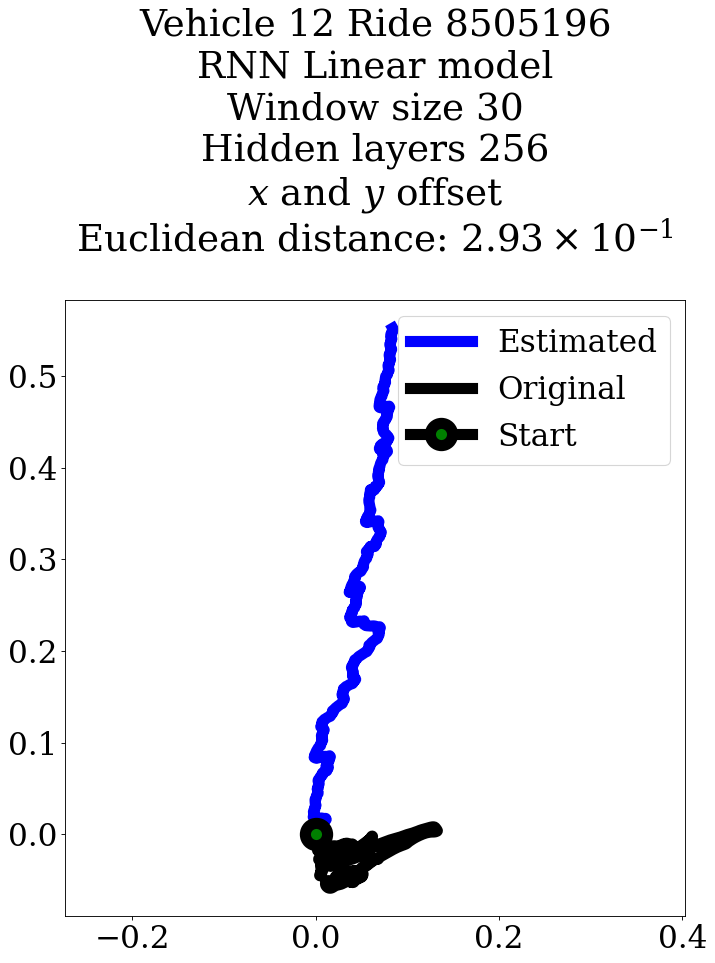 Vehicle 12 Ride 8505196
RNN Linear model
Window size 30
Hidden layers 256
x and y offset
Euclidean distance: 2.93 × 10⁻¹
Estimated
Original
Start
0.5
0.4
0.3
0.2
0.1
0.0
−0.2 0.0 0.2 0.4